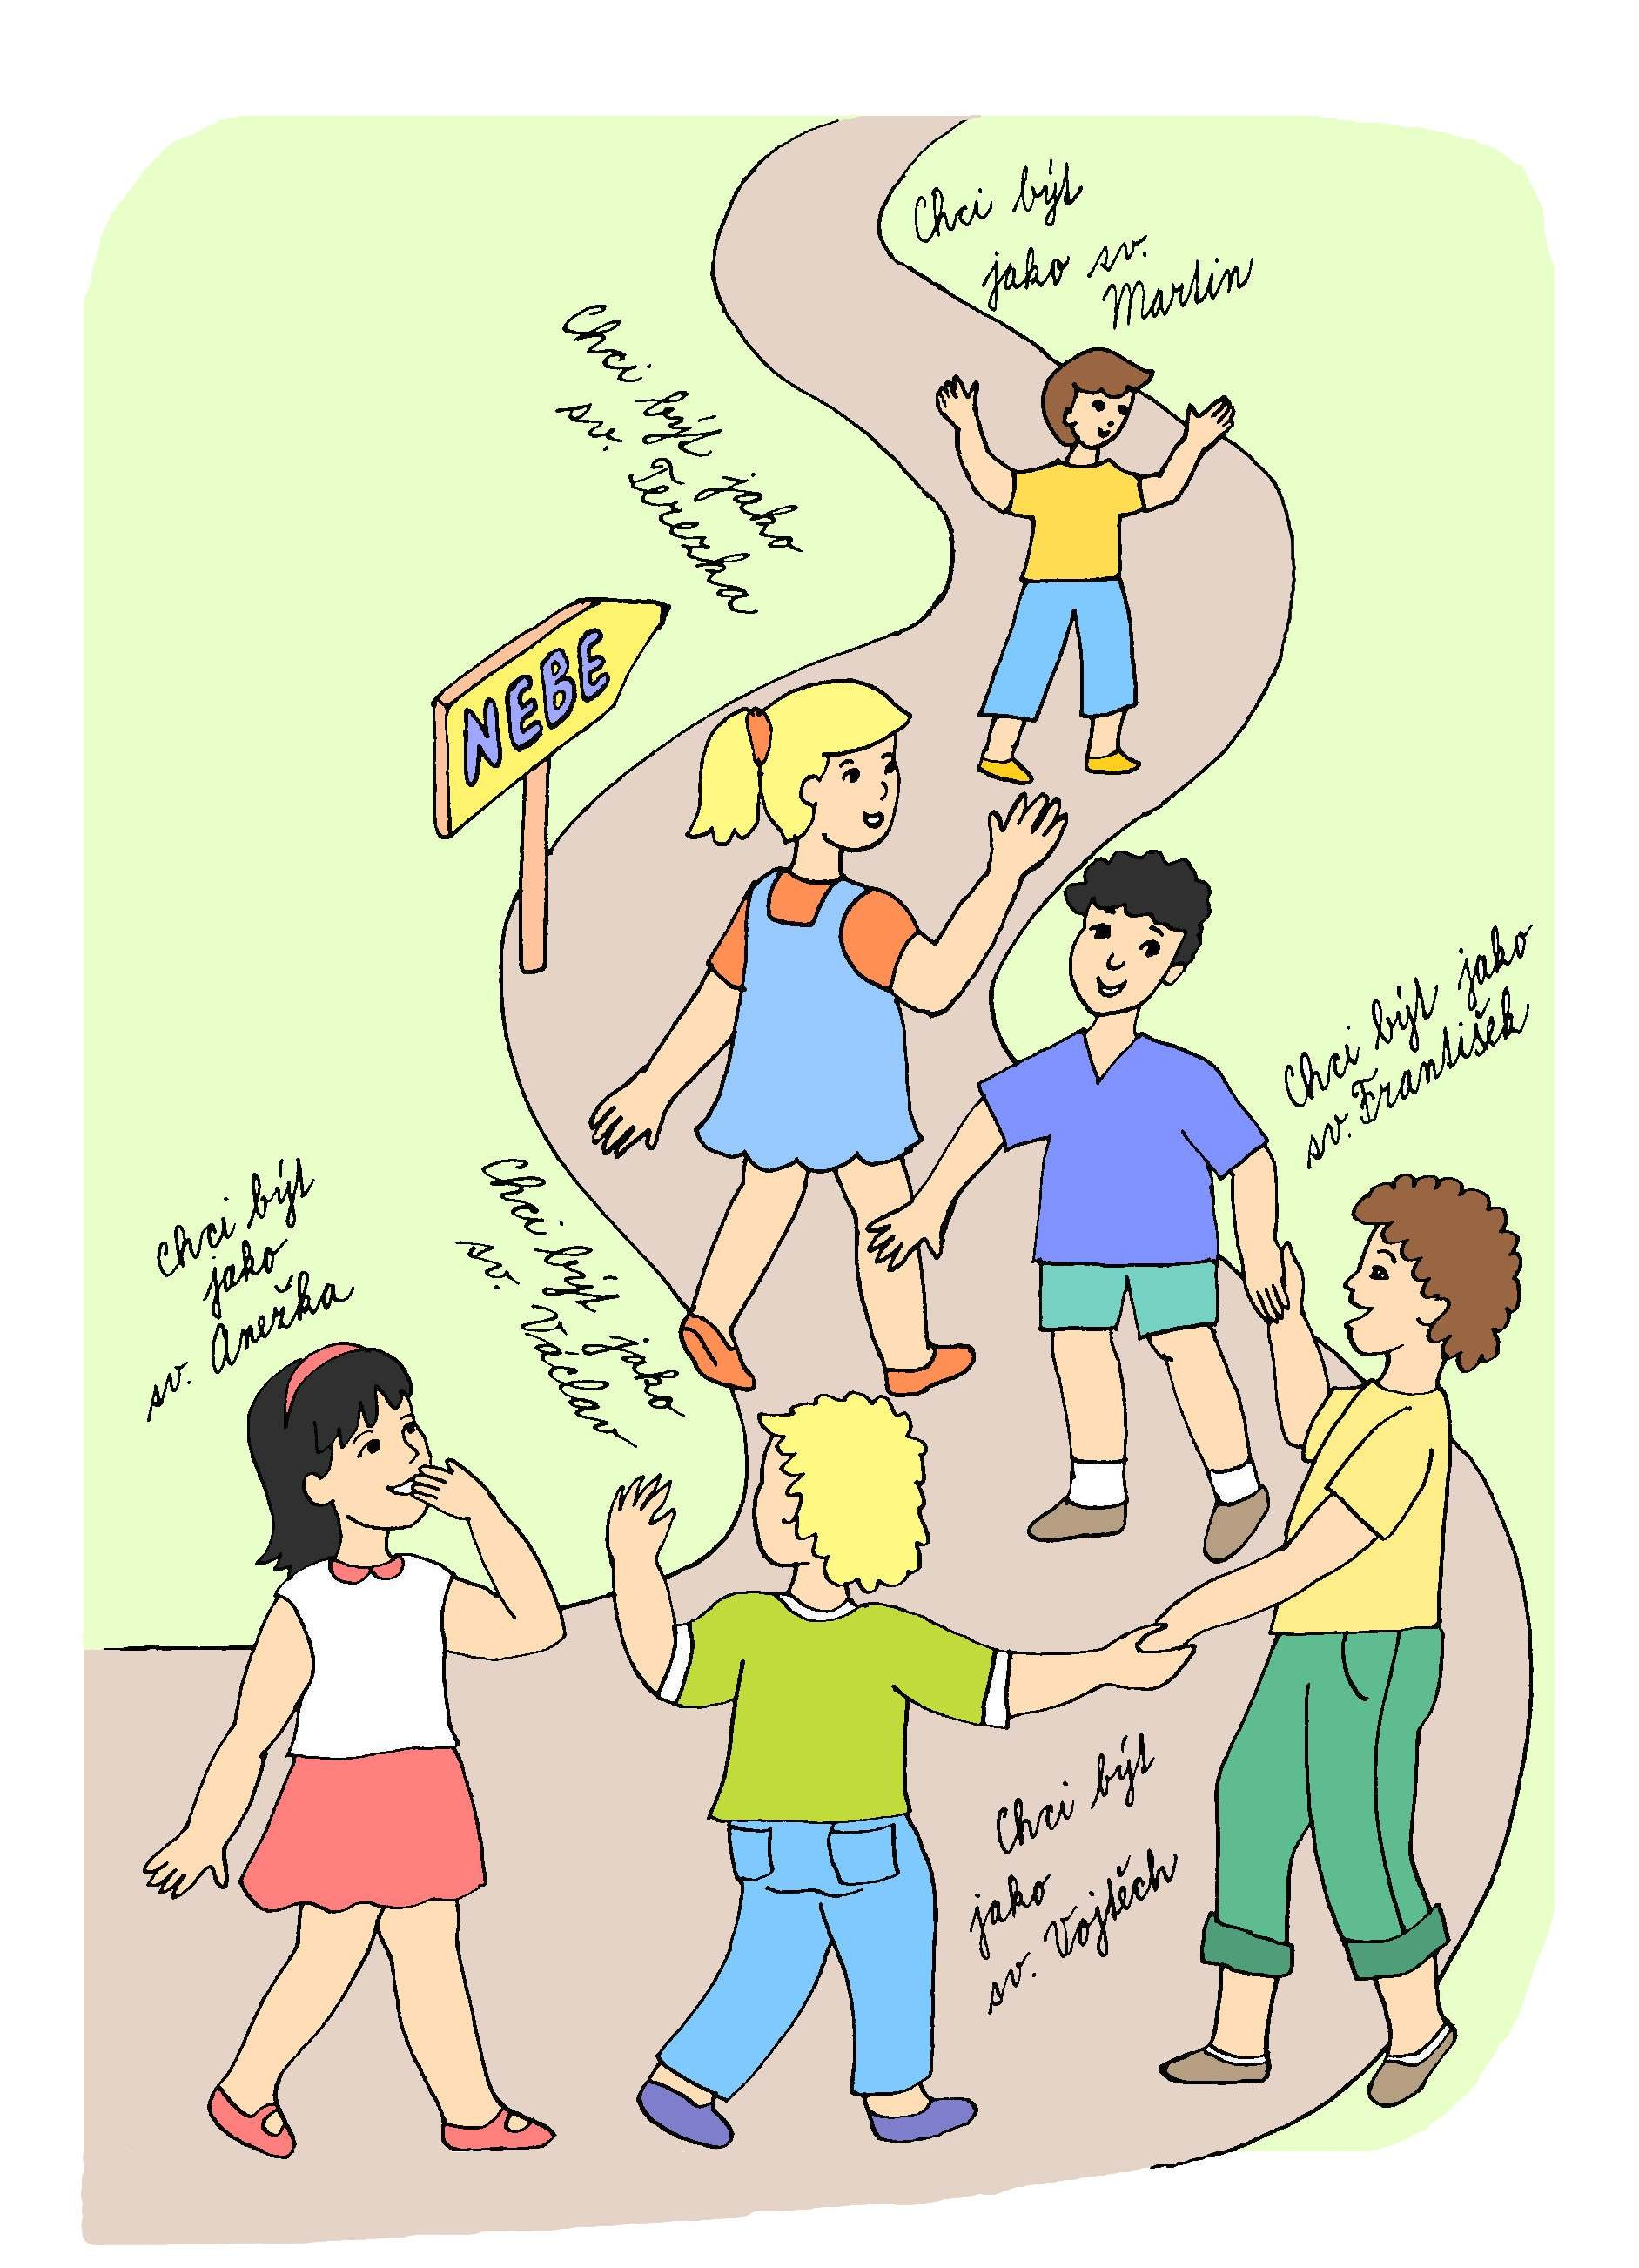 Chci být
jako sv.
Martin
Chci být jako
sv. Terezka
NEBE
Chci být jako
sv. František
Chci být
jako
sv. Anežka
Chci být jako
sv. Václav
Chci být
jako
sv. Vojtěch